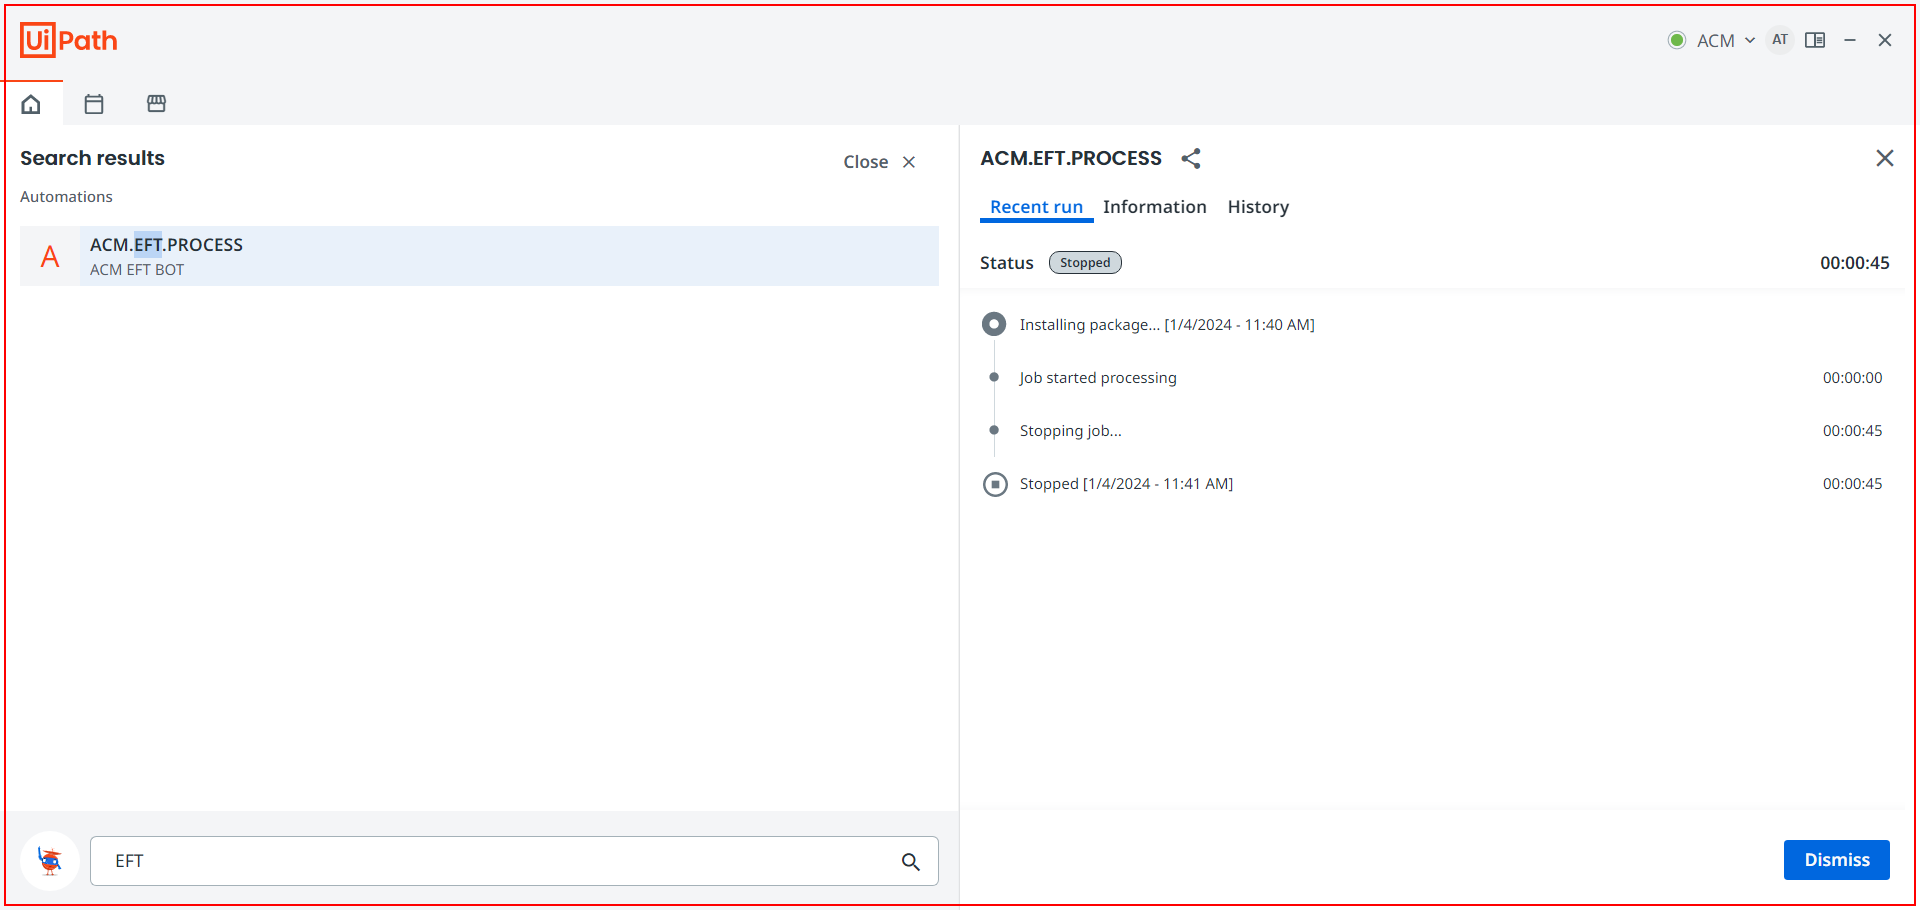 UiPath
ACM
AT
Search results
Close
Automations
A
ACM.EFT.PROCESS
ACM EFT BOT
EFT
ACM.EFT.PROCESS
Recent run Information History
Status Stopped 00:00:45
Installing package... [1/4/2024 - 11:40 AM]
Job started processing 00:00:00
Stopping job... 00:00:45
Stopped [1/4/2024 - 11:41 AM] 00:00:45
Dismiss